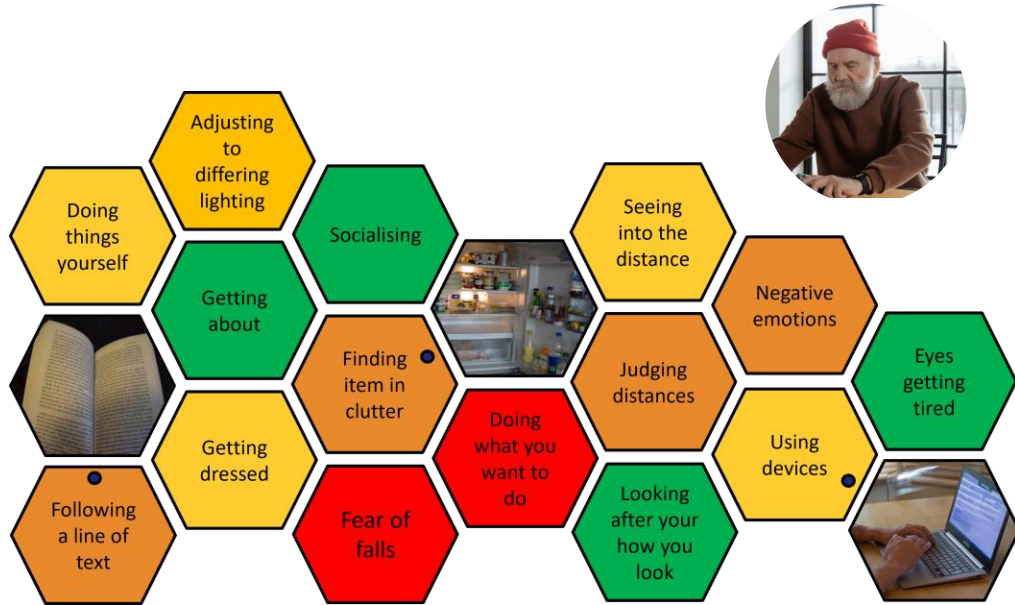 Adjusting
to
differing
lighting
Doing
things
yourself
Socialising
Seeing
into the
distance
Getting
about
Negative
emotions
Finding
item in
clutter
Judging
distances
Eyes
getting
tired
Getting
dressed
Doing
what you
want to
do
Using
devices
Following
a line of
text
Fear of
falls
Looking
after your
how you
look